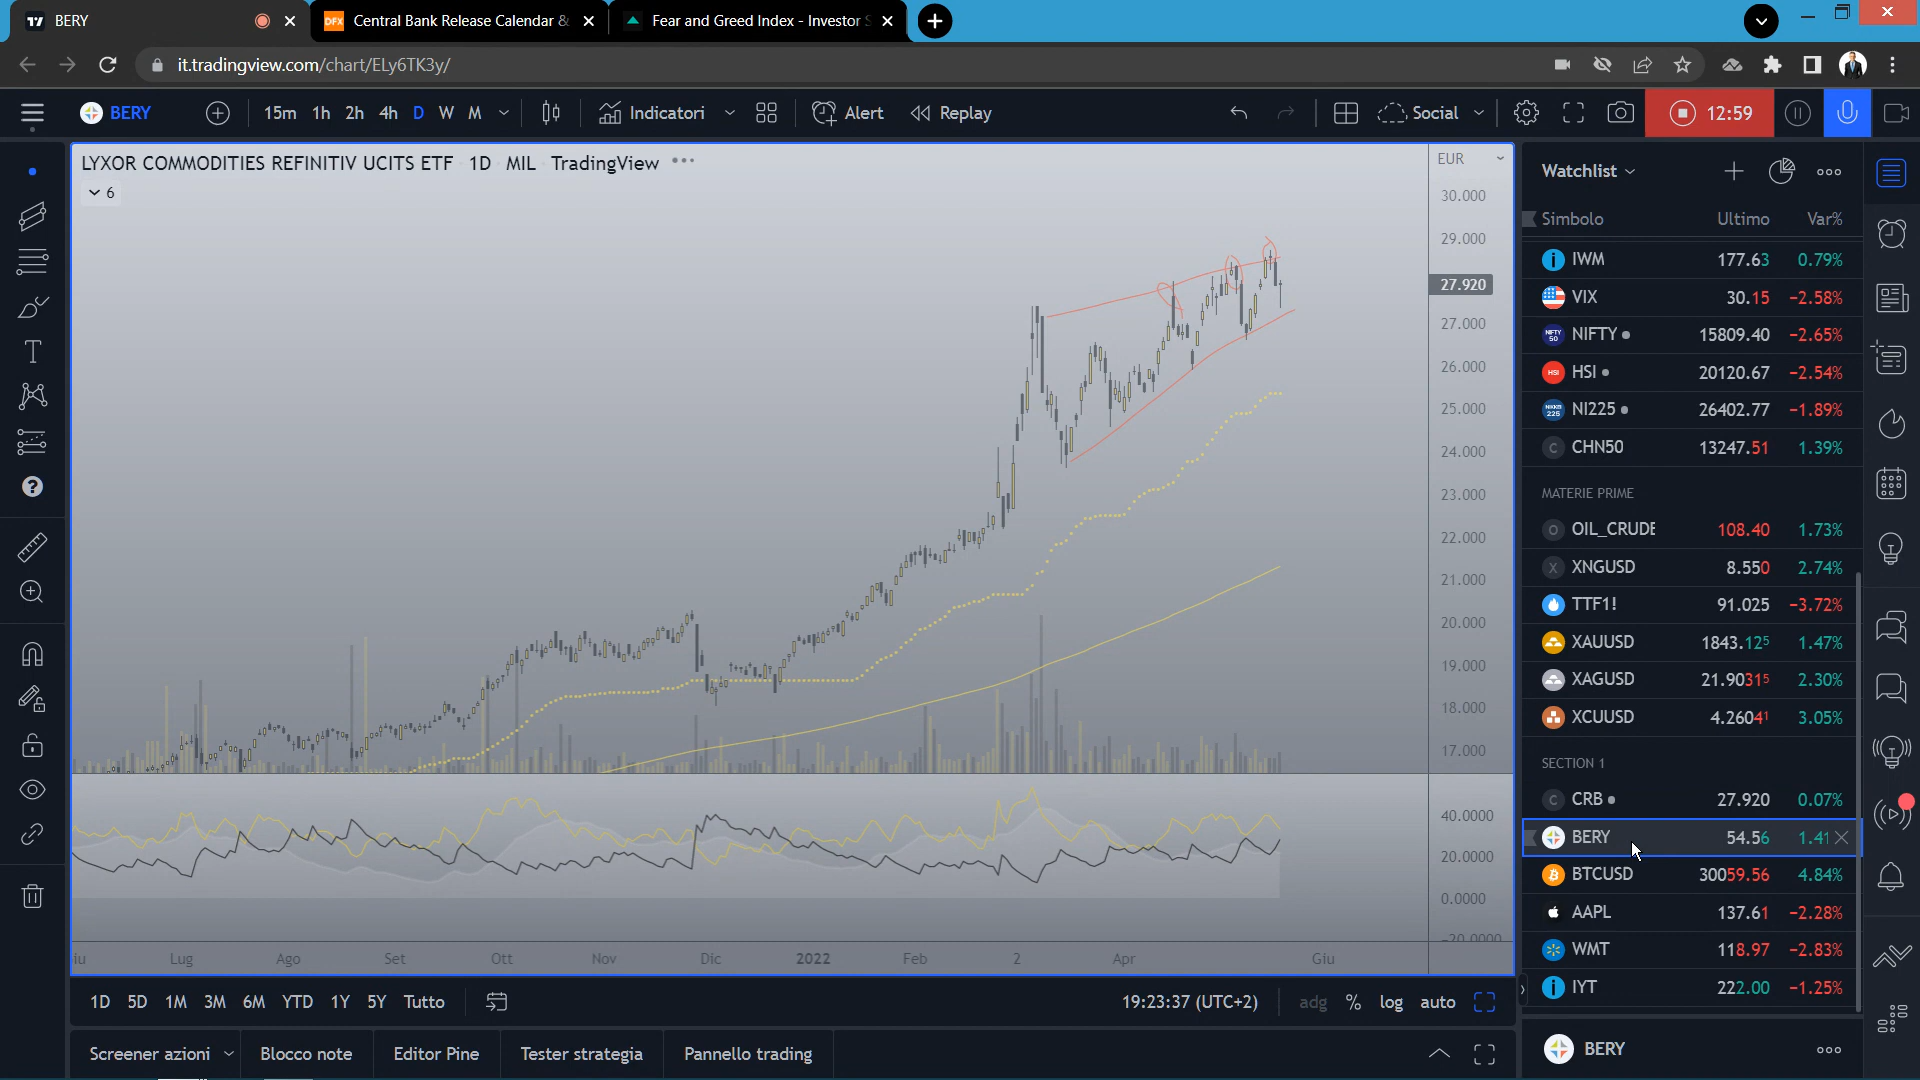 BERY
Central Bank Release Calendar &
Fear and Greed Index - Investor S
it.tradingview.com/chart/ELy6TK3y/
BERY 15m 1h 2h 4h D W M Indicatori Alert Replay Social 12:59
LYXOR COMMODITIES REFINITIV UCITS ETF 1D MIL TradingView
6
EUR
30.000
29.000
27.920
27.000
26.000
25.000
24.000
23.000
22.000
21.000
20.000
19.000
18.000
17.000
40.0000
20.0000
0.0000
-20.0000
Lug Ago Set Ott Nov Dic 2022 Feb 2 Apr Giu
1D 5D 1M 3M 6M YTD 1Y 5Y Tutto 19:23:37 (UTC+2) adg % log auto
Screener azioni Blocco note Editor Pine Tester strategia Pannello trading
Watchlist
Simbolo Ultimo Var%
IWM 177.63 0.79%
VIX 30.15 −2.58%
NIFTY 15809.40 −2.65%
HSI 20120.67 −2.54%
NI225 26402.77 −1.89%
CHN50 13247.51 1.39%
MATERIE PRIME
OIL_CRUDE 108.40 1.73%
XNGUSD 8.550 2.74%
TTF1! 91.025 −3.72%
XAUUSD 1843.125 1.47%
XAGUSD 21.90315 2.30%
XCUUSD 4.26041 3.05%
SECTION 1
CRB 27.920 0.07%
BERY 54.56 1.41
BTCUSD 30059.56 4.84%
AAPL 137.61 −2.28%
WMT 118.97 −2.83%
IYT 222.00 −1.25%
BERY